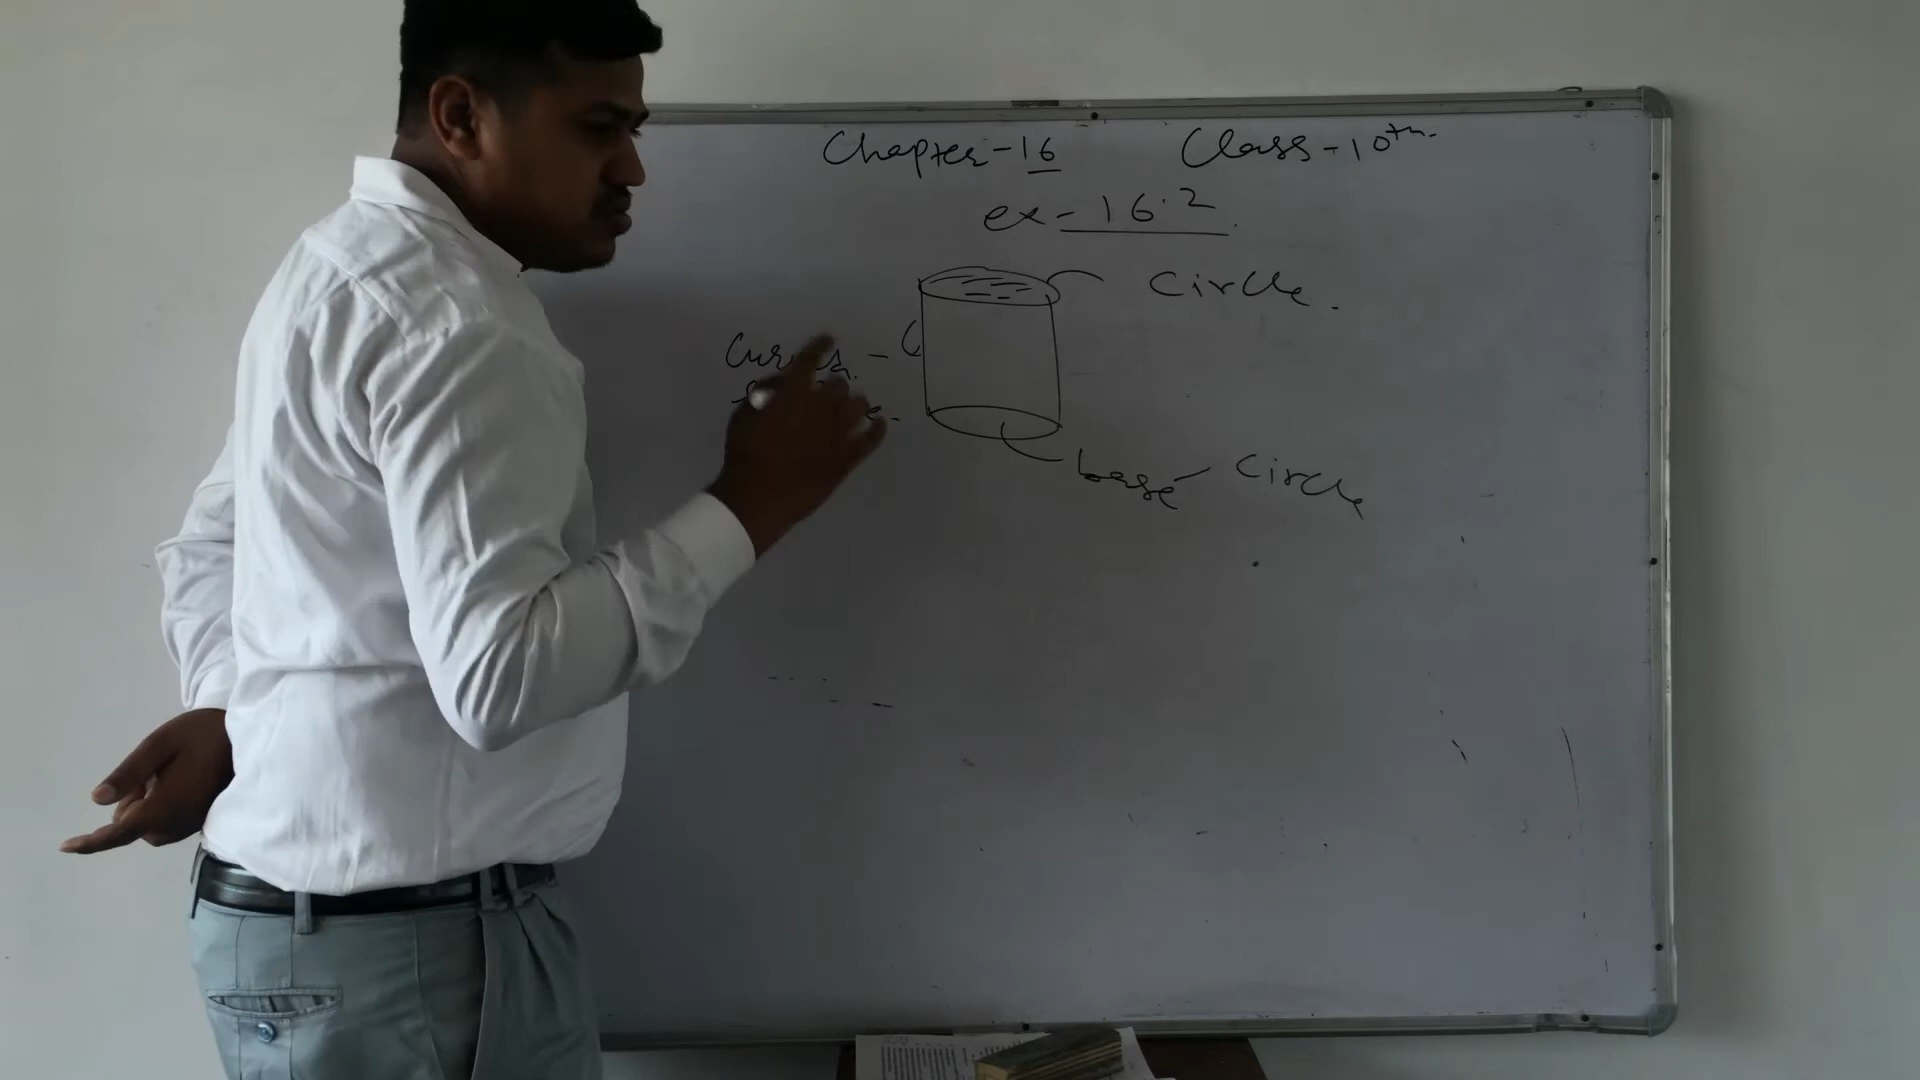 Chapter-16 Class-10th.
ex-16.2
Circle.
base- Circle